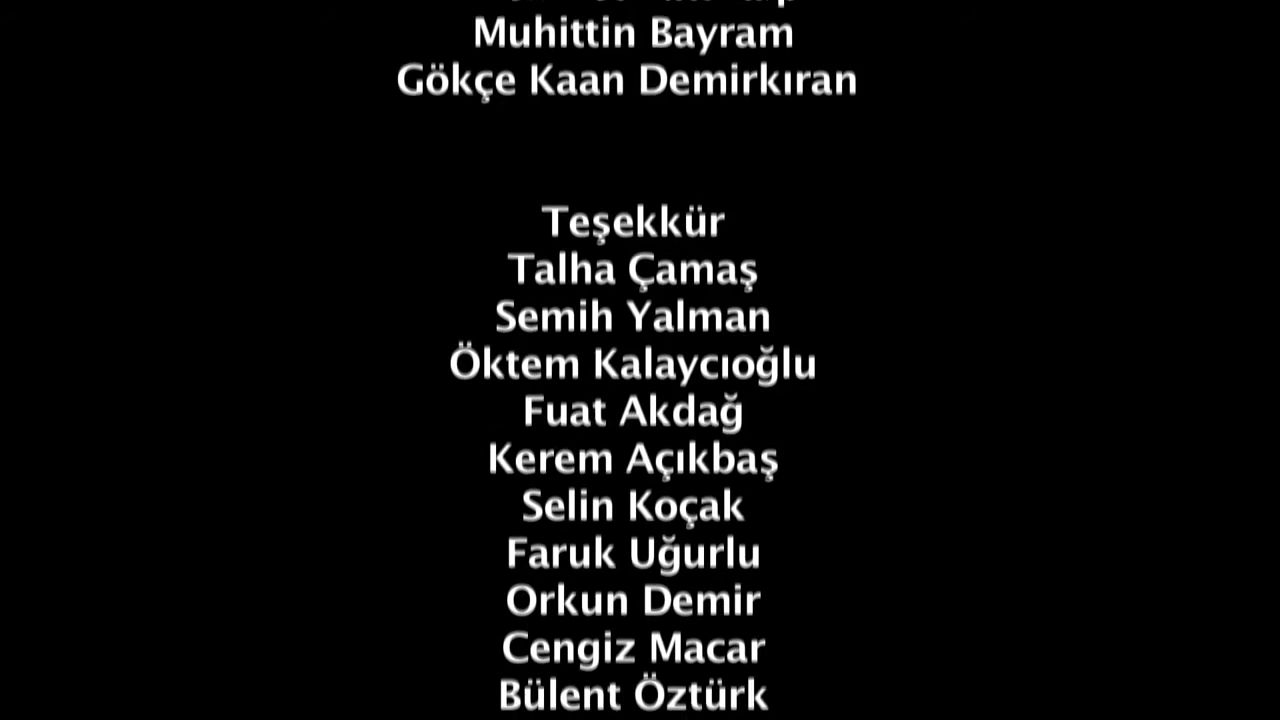 Muhittin Bayram
Gökçe Kaan Demirkıran
Teşekkür
Talha Çamaş
Semih Yalman
Öktem Kalaycıoğlu
Fuat Akdağ
Kerem Açıkbaş
Selin Koçak
Faruk Uğurlu
Orkun Demir
Cengiz Macar
Bülent Öztürk